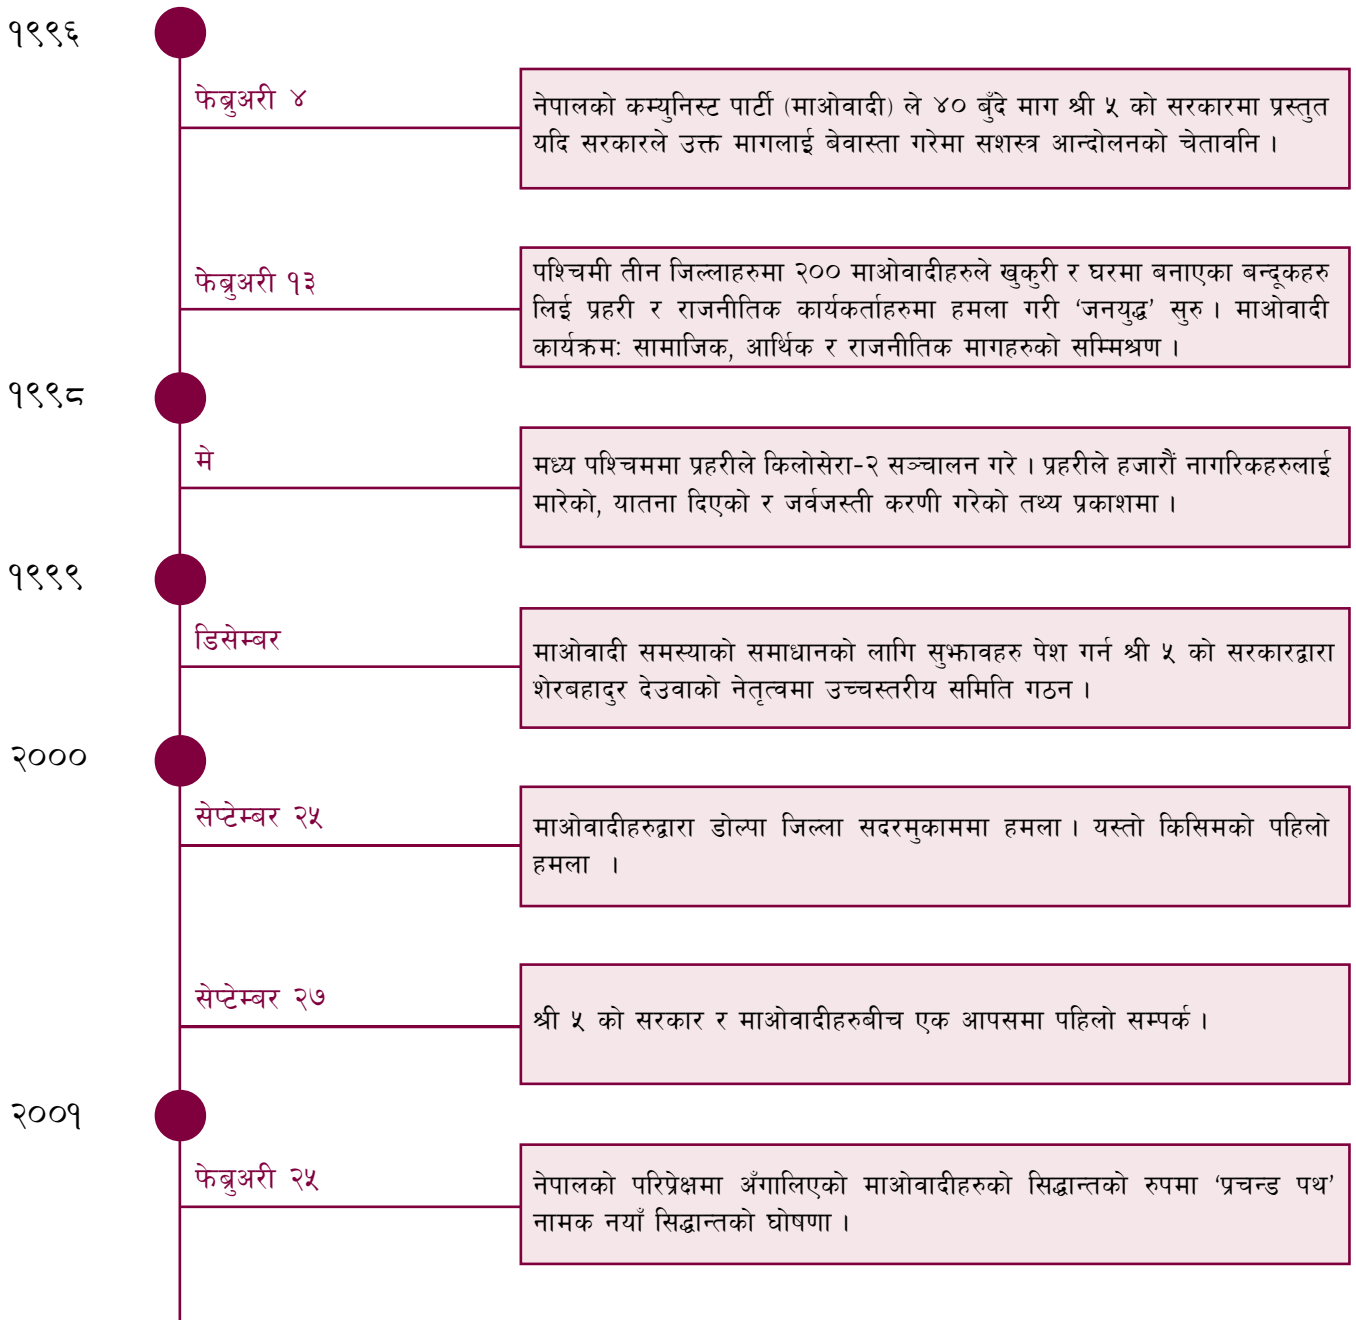 १९९६
फेब्रुअरी ४
नेपालको कम्युनिस्ट पार्टी (माओवादी) ले ४० बुँदे माग श्री ५ को सरकारमा प्रस्तुत
यदि सरकारले उक्त मागलाई बेवास्ता गरेमा सशस्त्र आन्दोलनको चेतावनि ।
फेब्रुअरी १३
पश्चिमी तीन जिल्लाहरुमा २०० माओवादीहरुले खुकुरी र घरमा बनाएका बन्दूकहरु
लिई प्रहरी र राजनीतिक कार्यकर्ताहरुमा हमला गरी ‘जनयुद्ध’ सुरु । माओवादी
कार्यक्रमः सामाजिक, आर्थिक र राजनीतिक मागहरुको सम्मिश्रण ।
१९९८
मे
मध्य पश्चिममा प्रहरीले किलोसेरा-२ सञ्चालन गरे । प्रहरीले हजारौं नागरिकहरुलाई
मारेको, यातना दिएको र जर्वजस्ती करणी गरेको तथ्य प्रकाशमा ।
१९९९
डिसेम्बर
माओवादी समस्याको समाधानको लागि सुझावहरु पेश गर्न श्री ५ को सरकारद्वारा
शेरबहादुर देउवाको नेतृत्वमा उच्चस्तरीय समिति गठन ।
२०००
सेप्टेम्बर २५
माओवादीहरुद्वारा डोल्पा जिल्ला सदरमुकाममा हमला । यस्तो किसिमको पहिलो
हमला ।
सेप्टेम्बर २७
श्री ५ को सरकार र माओवादीहरुबीच एक आपसमा पहिलो सम्पर्क ।
२००१
फेब्रुअरी २५
नेपालको परिप्रेक्षमा अँगालिएको माओवादीहरुको सिद्धान्तको रुपमा ‘प्रचन्ड पथ’
नामक नयाँ सिद्धान्तको घोषणा ।